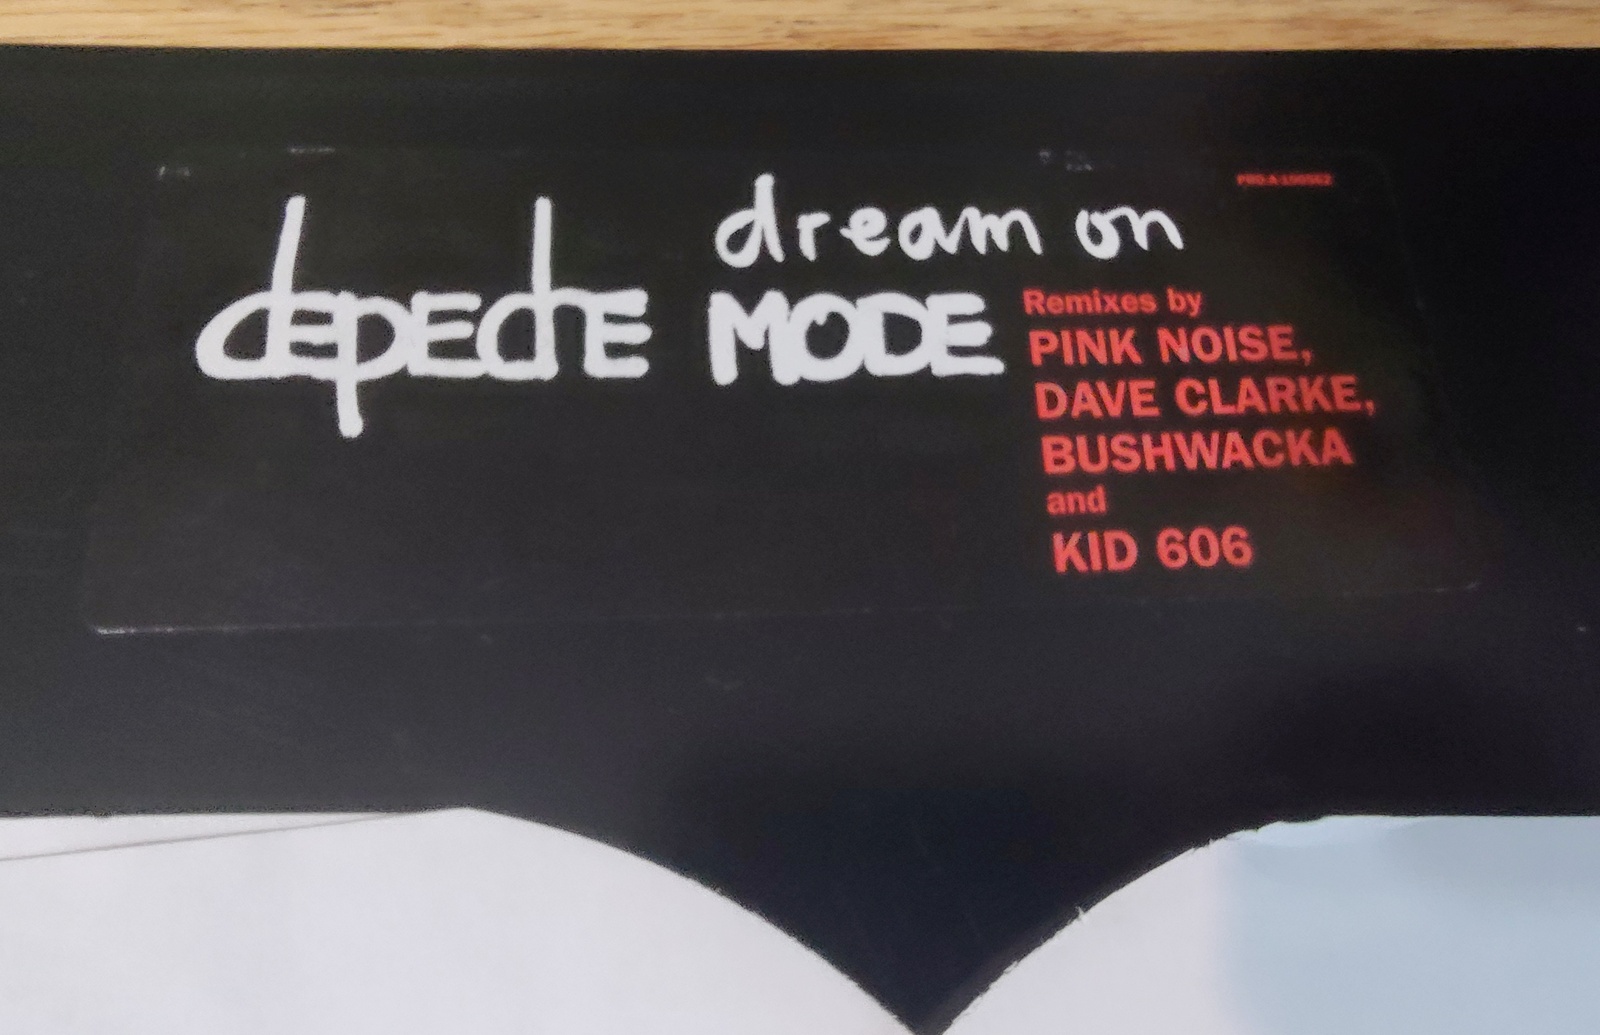 dream on
depeche MODE
Remixes by
PINK NOISE,
DAVE CLARKE,
BUSHWACKA
and
KID 606